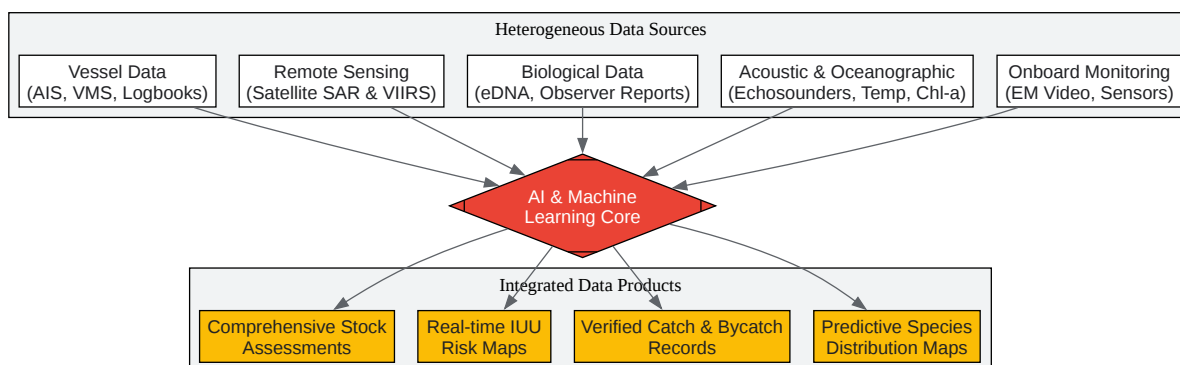 Heterogeneous Data Sources
Vessel Data
(AIS, VMS, Logbooks)
Remote Sensing
(Satellite SAR & VIIRS)
Biological Data
(eDNA, Observer Reports)
Acoustic & Oceanographic
(Echosounders, Temp, Chl-a)
Onboard Monitoring
(EM Video, Sensors)
AI & Machine
Learning Core
Integrated Data Products
Comprehensive Stock
Assessments
Real-time IUU
Risk Maps
Verified Catch & Bycatch
Records
Predictive Species
Distribution Maps